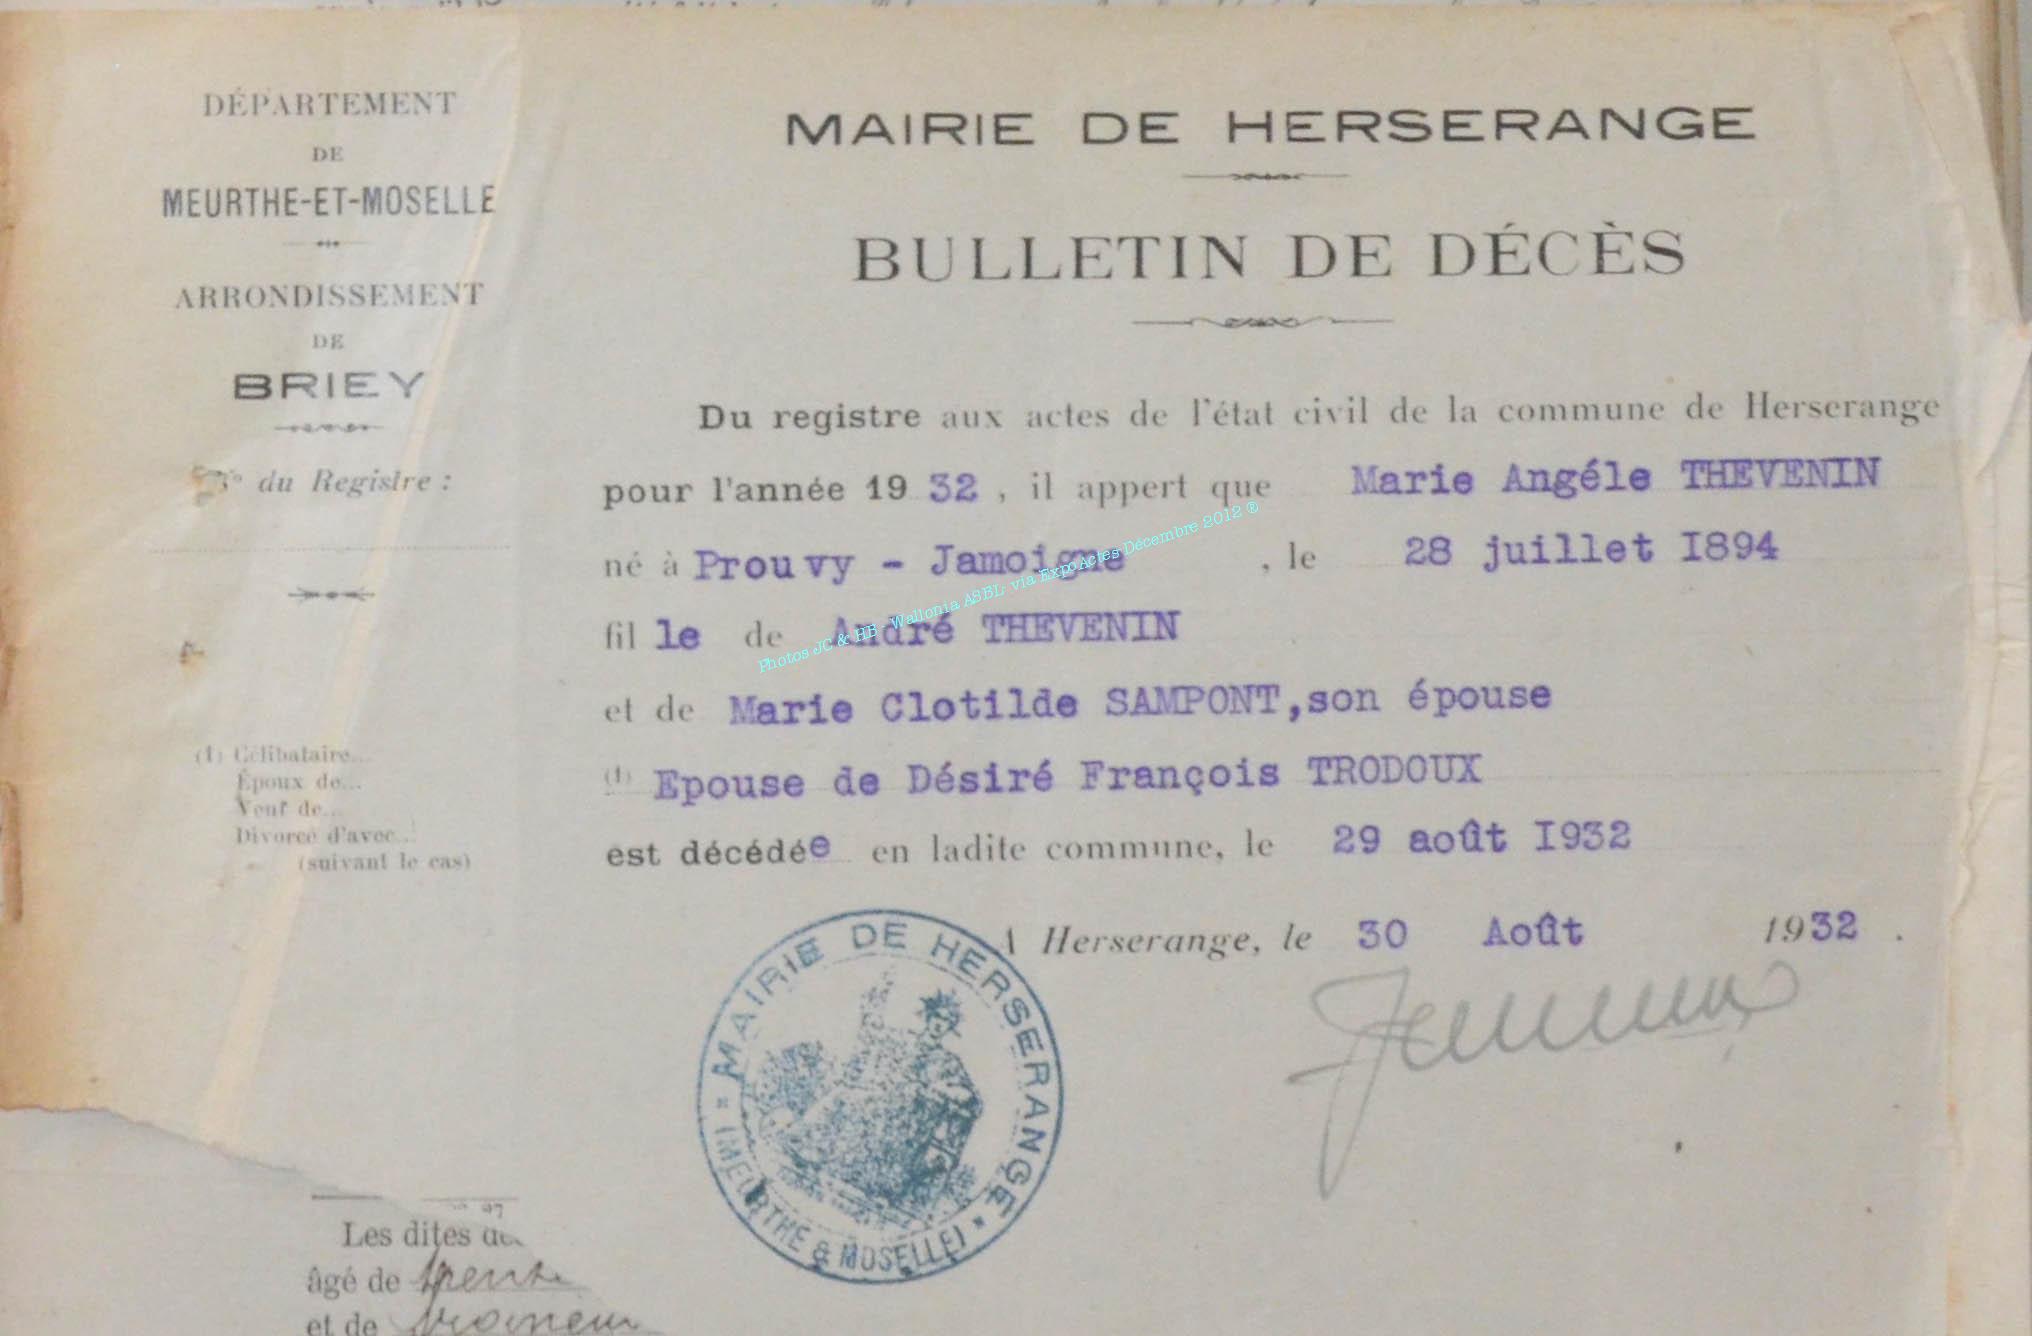 DÉPARTEMENT
DE
MEURTHE-ET-MOSELLE
ARRONDISSEMENT
DE
BRIEY
N° du Registre :
(1) Célibataire...
Époux de...
Veuf de...
Divorcé d'avec...
(suivant le cas)
MAIRIE DE HERSERANGE
BULLETIN DE DÉCÈS
Du registre aux actes de l'état civil de la commune de Herserange
pour l'année 19 32 , il appert que Marie Angéle THEVENIN
né à Prouvy - Jamoigne , le 28 juillet I894
fil le de André THEVENIN
et de Marie Clotilde SAMPONT,son épouse
(1) Epouse de Désiré François TRODOUX
est décédée en ladite commune, le 29 août I932
A Herserange, le 30 Août 1932 .
MAIRIE DE HERSERANGE
(MEURTHE & MOSELLE)
Photos JC & HB Wallonia ASBL; via ExpoActes Décembre 2012 ®
Les dites
âgé de
et de